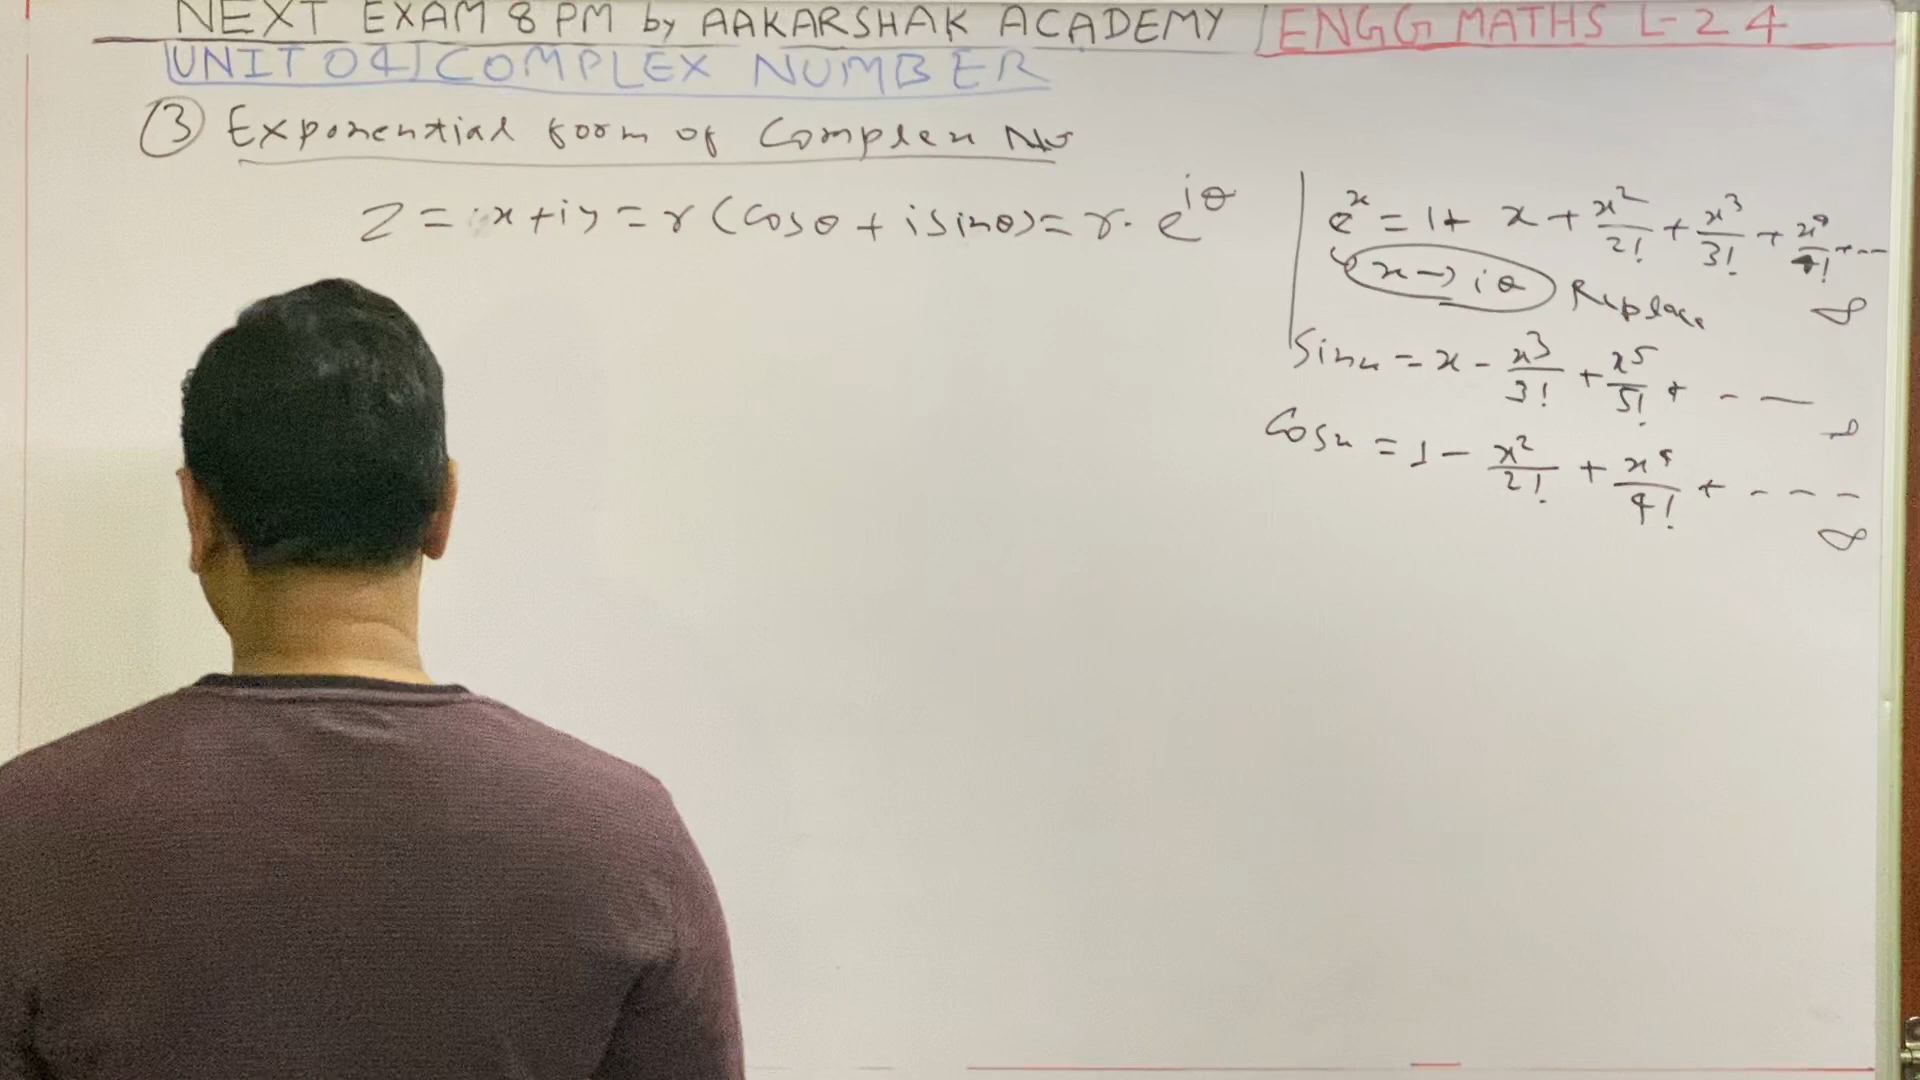 NEXT EXAM 8 PM by AAKARSHAK ACADEMY ENGG MATHS L-24
UNIT 04 COMPLEX NUMBER
③ Exponential form of Complex No
Z = x+iy = r(cosθ + isinθ) = r. e^{iθ}
e^x = 1 + x + x²/2! + x³/3! + x⁴/4! + --- ∞
x → iθ Replace
Sinx = x - x³/3! + x⁵/5! + - — ∞
Cosx = 1 - x²/2! + x⁴/4! + - - - ∞